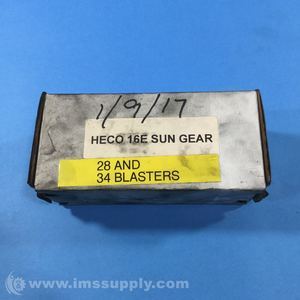 1/9/17
HECO 16E SUN GEAR
28 AND
34 BLASTERS
© www.imssupply.com